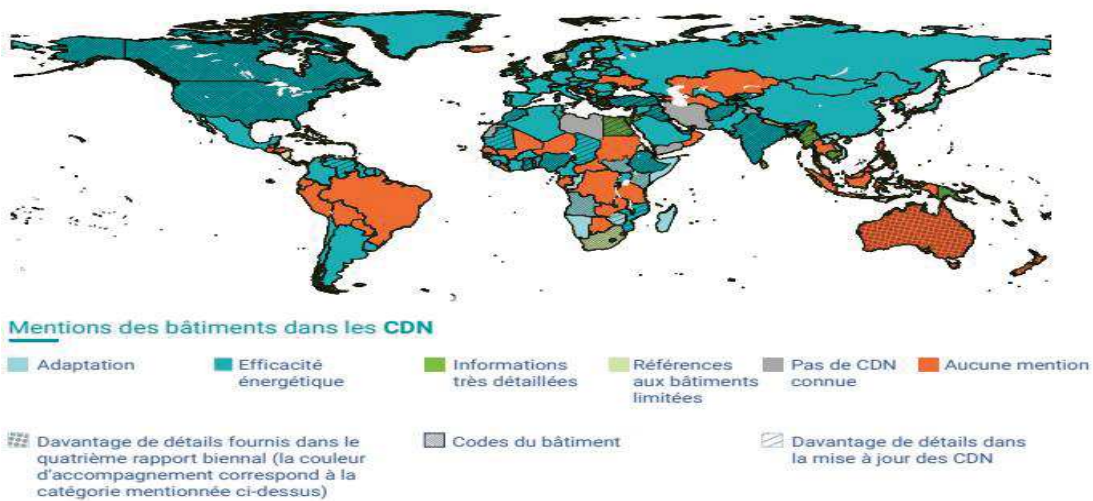 Mentions des bâtiments dans les CDN
Adaptation
Efficacité
énergétique
Informations
très détaillées
Références
aux bâtiments
limitées
Pas de CDN
connue
Aucune mention
Davantage de détails fournis dans le
quatrième rapport biennal (la couleur
d'accompagnement correspond à la
catégorie mentionnée ci-dessus)
Codes du bâtiment
Davantage de détails dans
la mise à jour des CDN